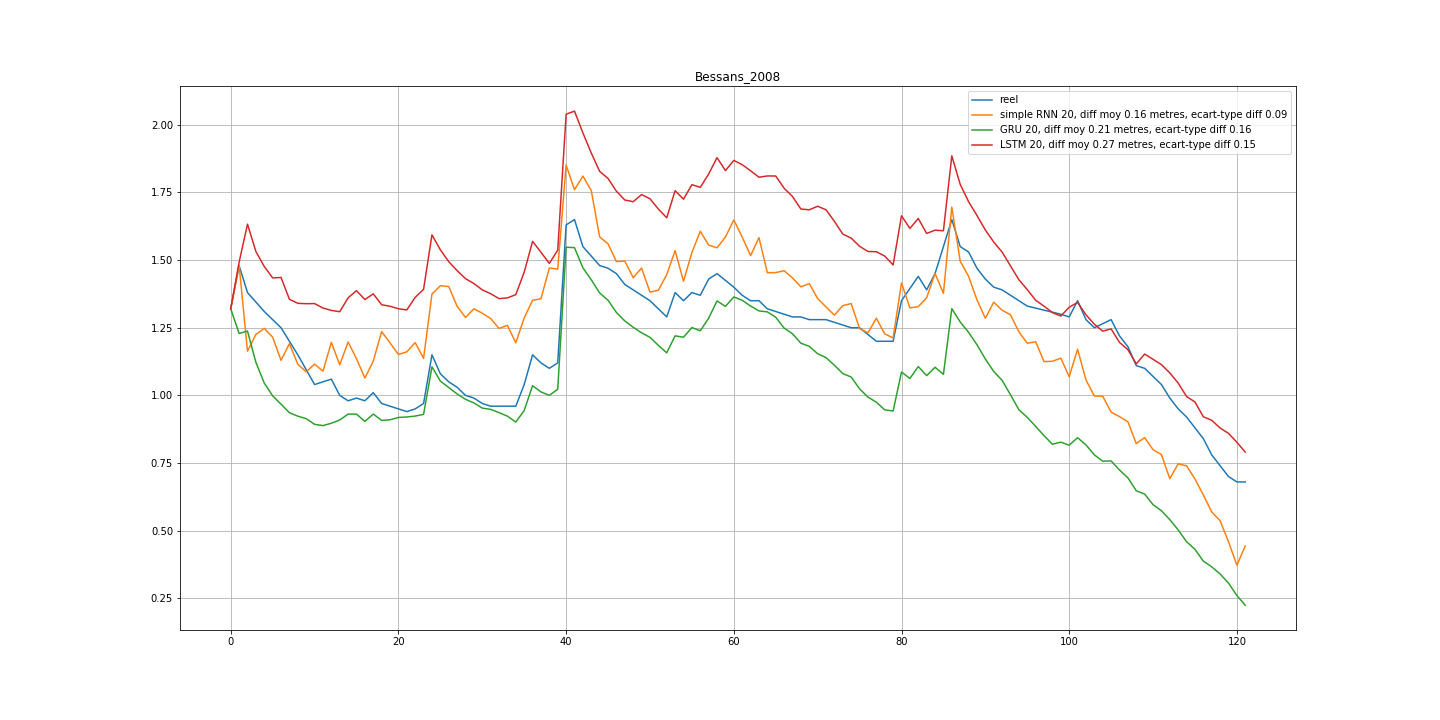 Bessans_2008
reel
simple RNN 20, diff moy 0.16 metres, ecart-type diff 0.09
GRU 20, diff moy 0.21 metres, ecart-type diff 0.16
LSTM 20, diff moy 0.27 metres, ecart-type diff 0.15
2.00
1.75
1.50
1.25
1.00
0.75
0.50
0.25
0 20 40 60 80 100 120